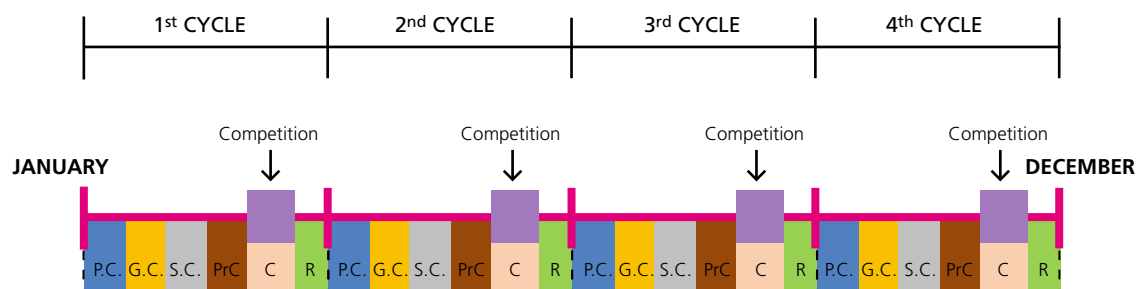 1st CYCLE 2nd CYCLE 3rd CYCLE 4th CYCLE
Competition Competition Competition Competition
JANUARY DECEMBER
P.C. G.C. S.C. PrC C R P.C. G.C. S.C. PrC C R P.C. G.C. S.C. PrC C R P.C. G.C. S.C. PrC C R